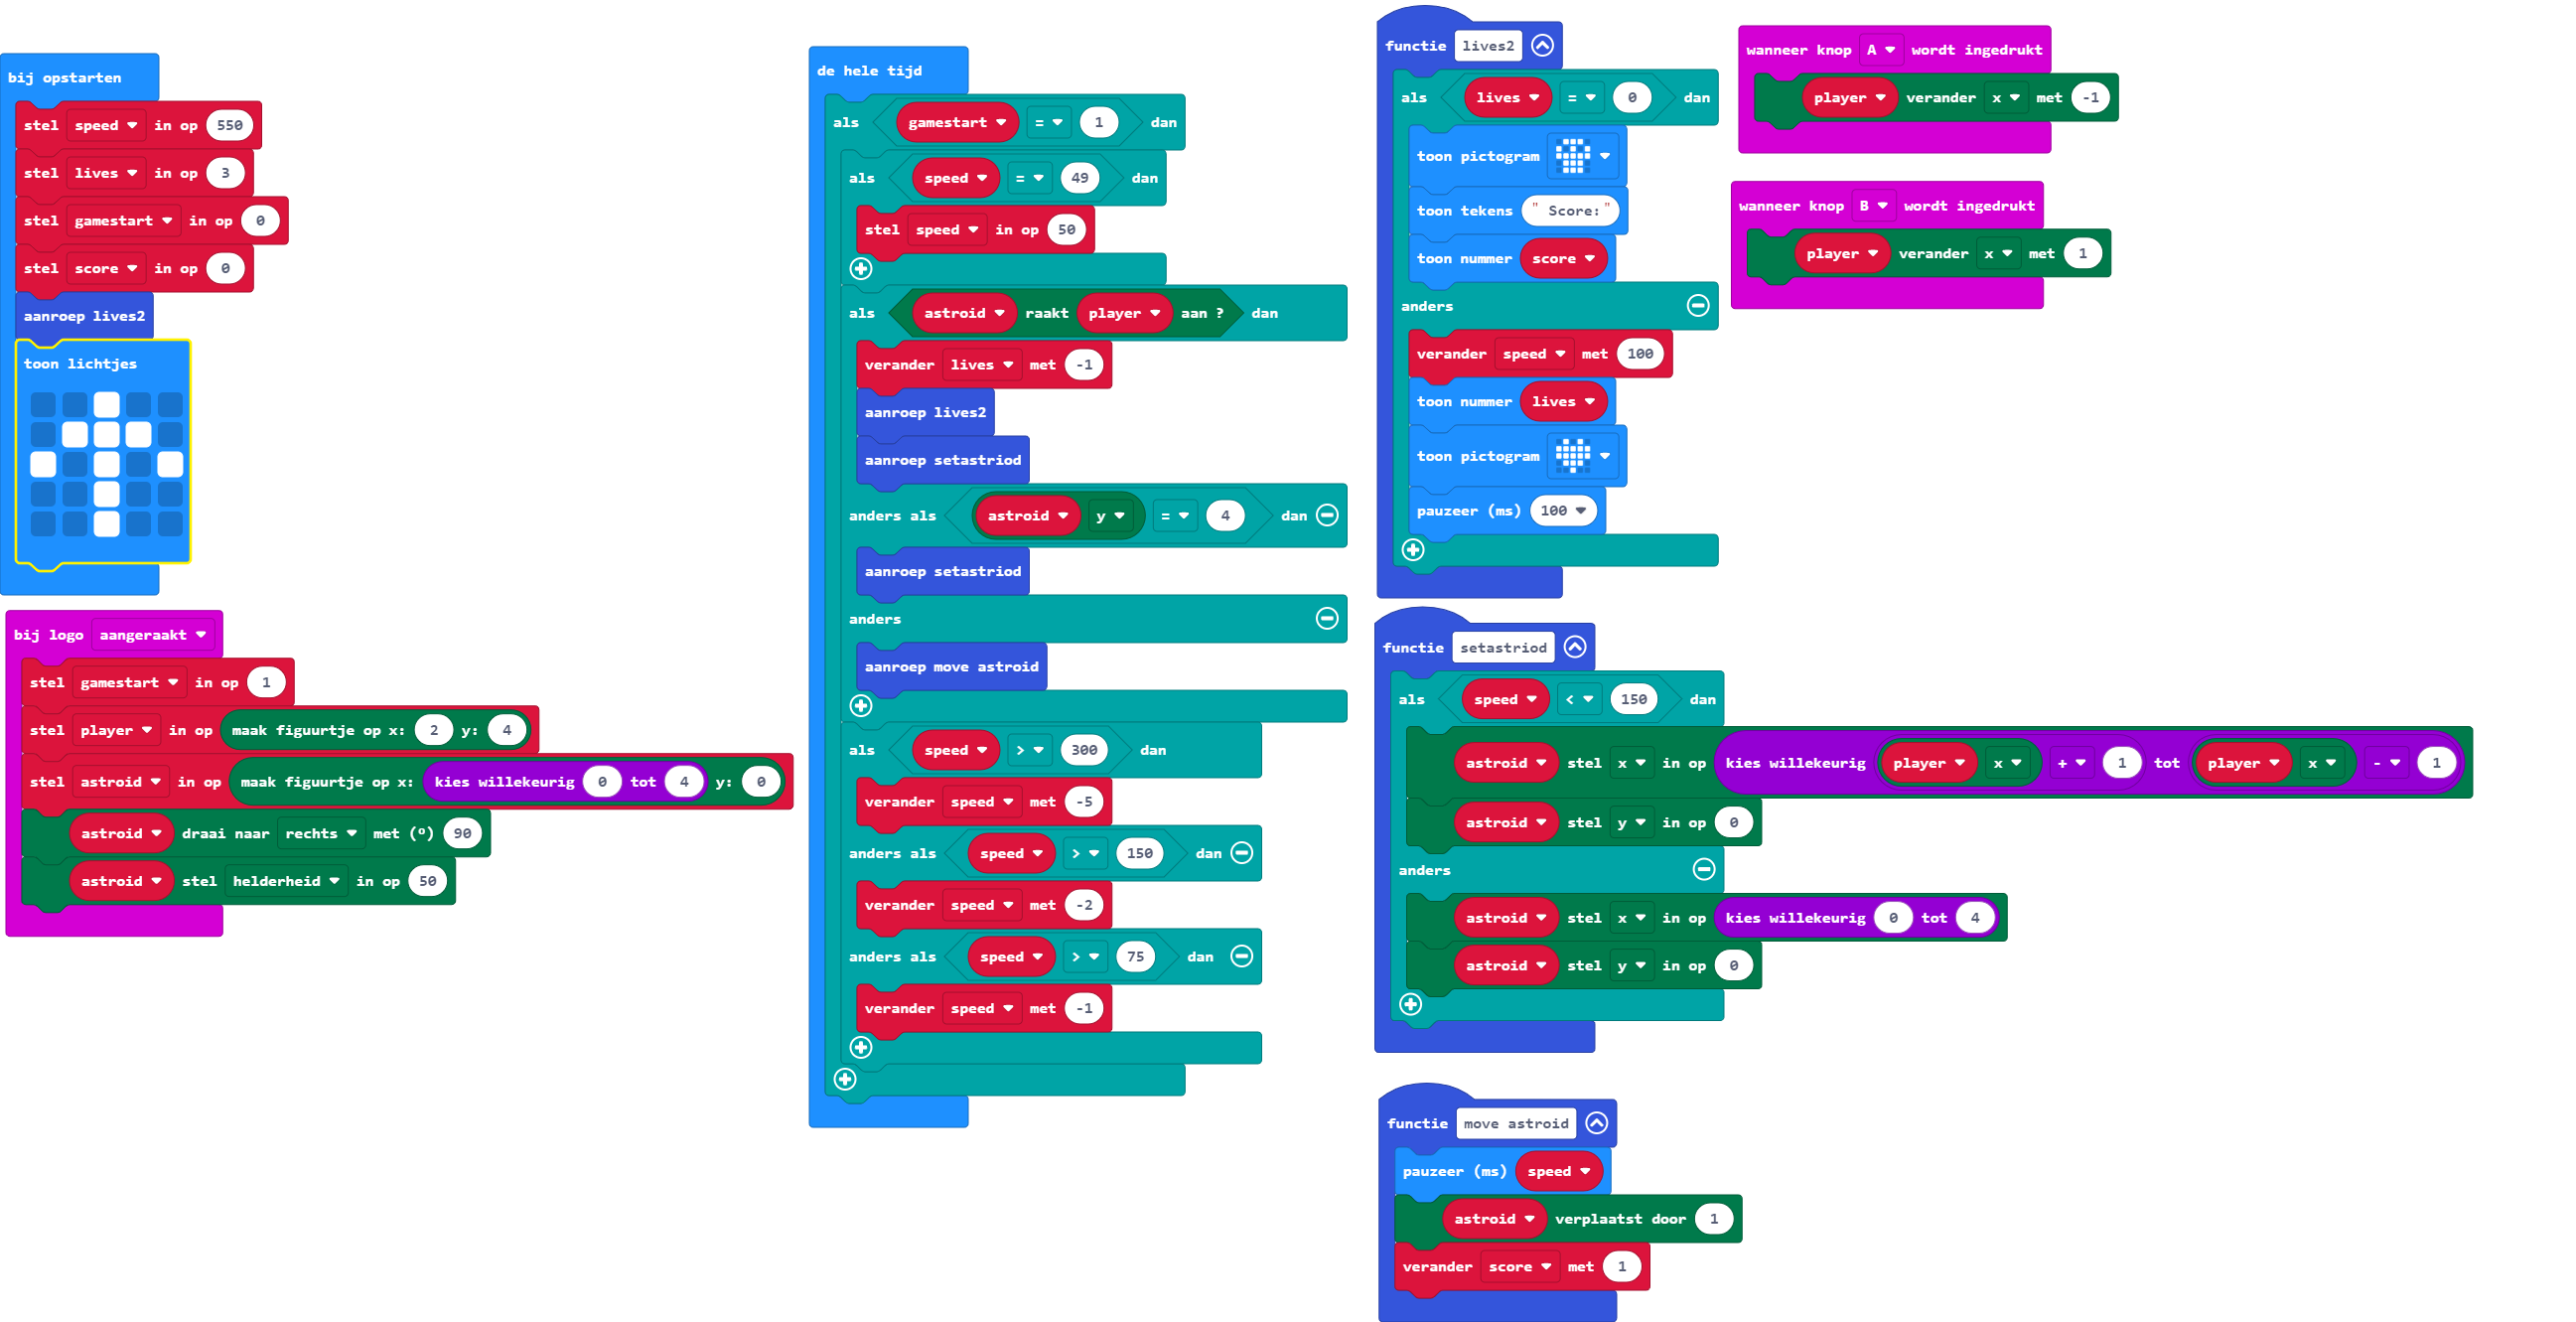 bij opstarten
stel speed in op 550
stel lives in op 3
stel gamestart in op 0
stel score in op 0
aanroep lives2
toon lichtjes
bij logo aangeraakt
stel gamestart in op 1
stel player in op maak figuurtje op x: 2 y: 4
stel astroid in op maak figuurtje op x: kies willekeurig 0 tot 4 y: 0
astroid draai naar rechts met (º) 90
astroid stel helderheid in op 50
de hele tijd
als gamestart = 1 dan
als speed = 49 dan
stel speed in op 50
als astroid raakt player aan ? dan
verander lives met -1
aanroep lives2
aanroep setastriod
anders als astroid y = 4 dan
aanroep setastriod
anders
aanroep move astroid
als speed > 300 dan
verander speed met -5
anders als speed > 150 dan
verander speed met -2
anders als speed > 75 dan
verander speed met -1
functie lives2
als lives = 0 dan
toon pictogram
toon tekens " Score:"
toon nummer score
anders
verander speed met 100
toon nummer lives
toon pictogram
pauzeer (ms) 100
functie setastriod
als speed < 150 dan
astroid stel x in op kies willekeurig player x + 1 tot player x - 1
astroid stel y in op 0
anders
astroid stel x in op kies willekeurig 0 tot 4
astroid stel y in op 0
functie move astroid
pauzeer (ms) speed
astroid verplaatst door 1
verander score met 1
wanneer knop A wordt ingedrukt
player verander x met -1
wanneer knop B wordt ingedrukt
player verander x met 1